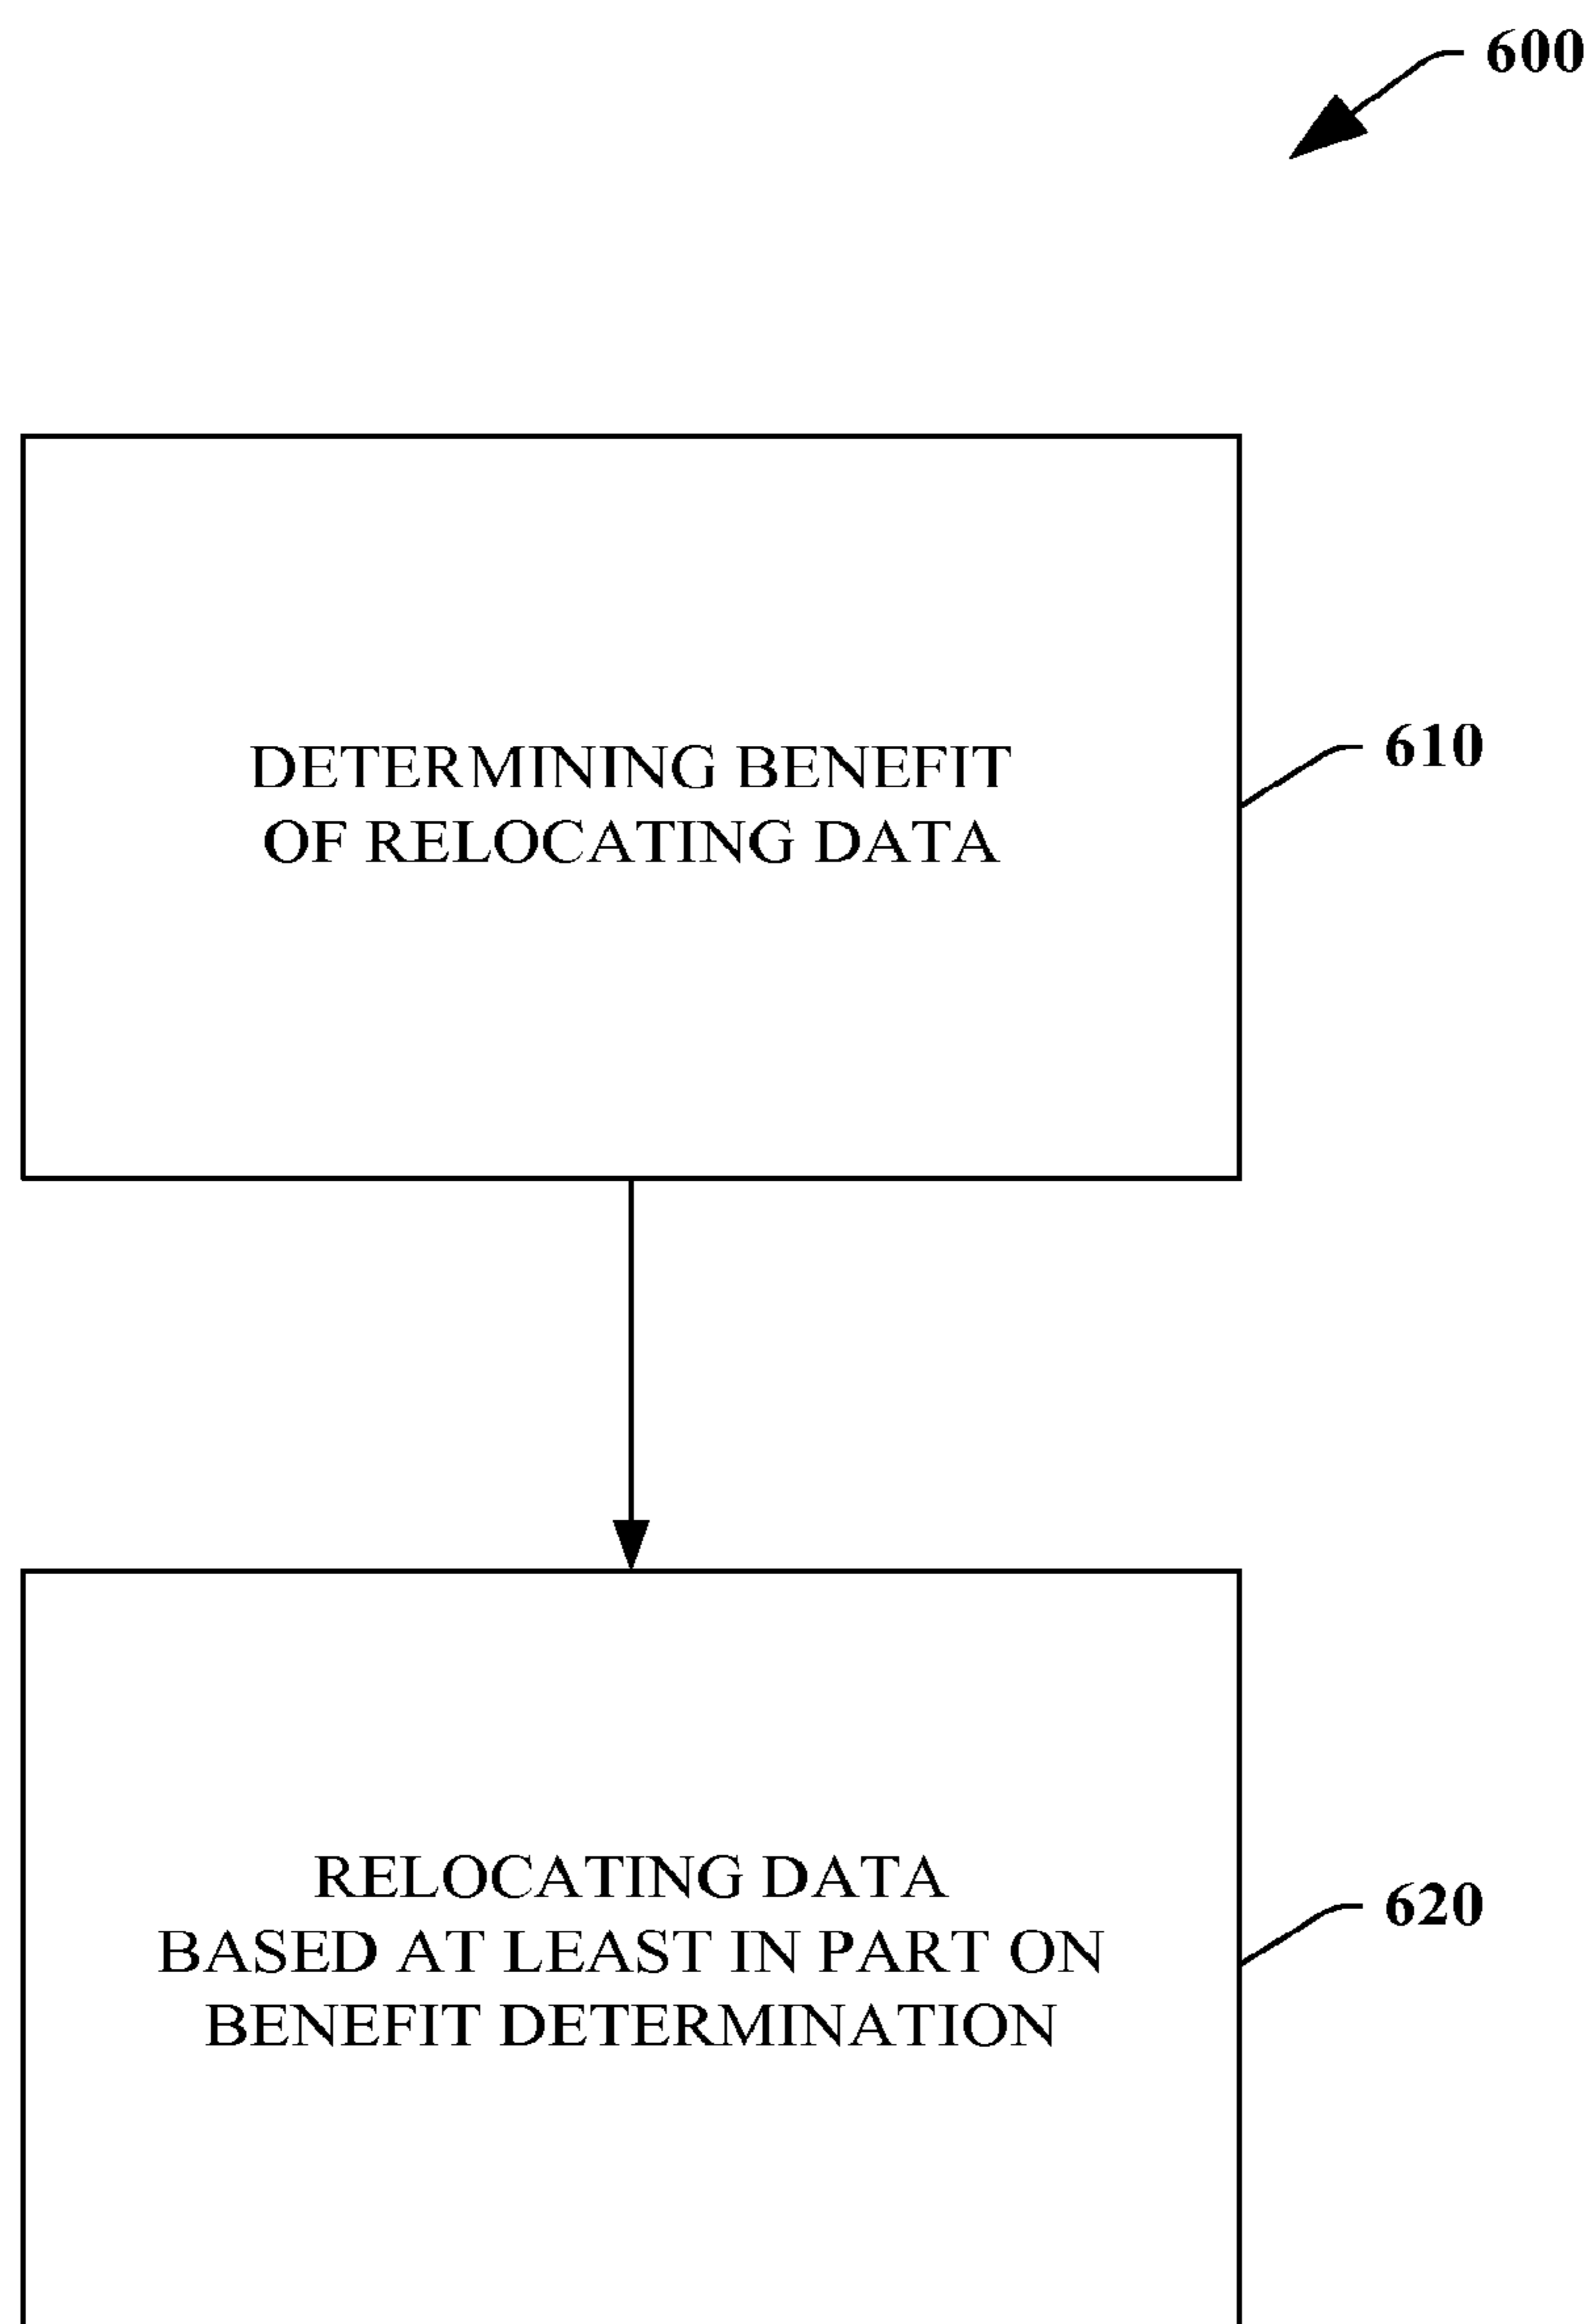 600
DETERMINING BENEFIT
OF RELOCATING DATA
610
RELOCATING DATA
BASED AT LEAST IN PART ON
BENEFIT DETERMINATION
620